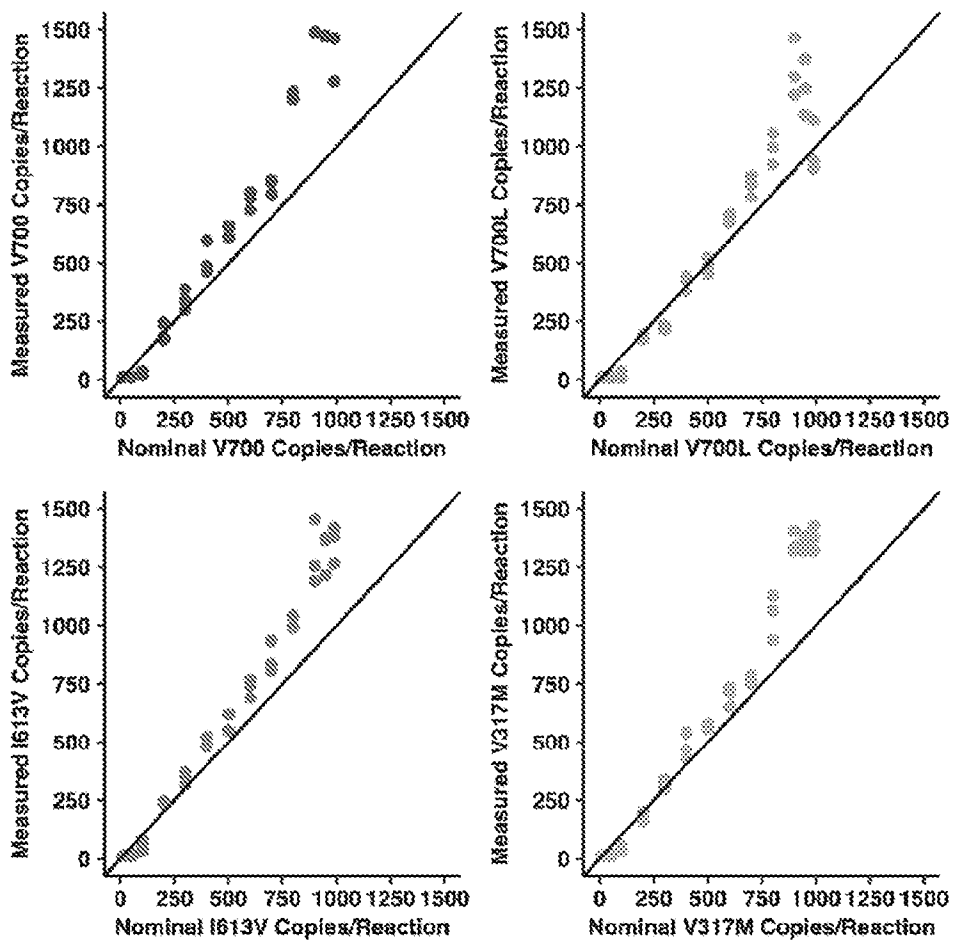 Measured V700 Copies/Reaction
1500
1250
1000
750
500
250
0
0 250 500 750 1000 1250 1500
Nominal V700 Copies/Reaction
Measured V700L Copies/Reaction
1500
1250
1000
750
500
250
0
0 250 500 750 1000 1250 1500
Nominal V700L Copies/Reaction
Measured I613V Copies/Reaction
1500
1250
1000
750
500
250
0
0 250 500 750 1000 1250 1500
Nominal I613V Copies/Reaction
Measured V317M Copies/Reaction
1500
1250
1000
750
500
250
0
0 250 500 750 1000 1250 1500
Nominal V317M Copies/Reaction